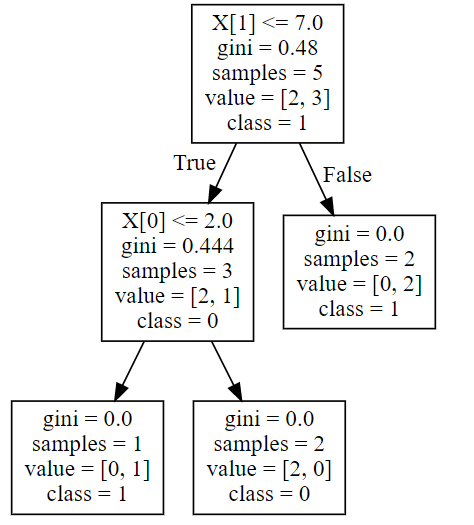 X[1] <= 7.0
gini = 0.48
samples = 5
value = [2, 3]
class = 1
True
False
X[0] <= 2.0
gini = 0.444
samples = 3
value = [2, 1]
class = 0
gini = 0.0
samples = 2
value = [0, 2]
class = 1
gini = 0.0
samples = 1
value = [0, 1]
class = 1
gini = 0.0
samples = 2
value = [2, 0]
class = 0